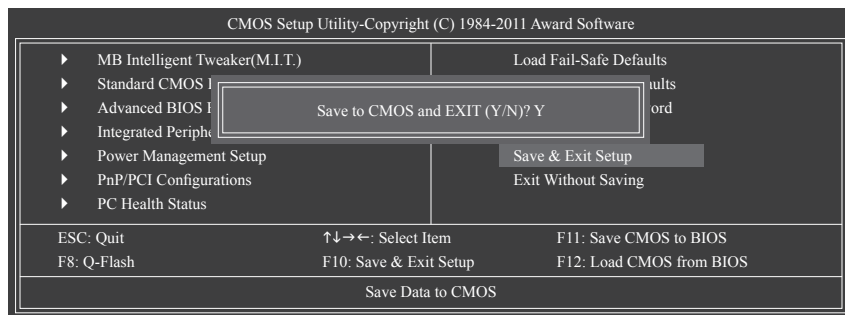 CMOS Setup Utility-Copyright (C) 1984-2011 Award Software
MB Intelligent Tweaker(M.I.T.)
Standard CMOS
Advanced BIOS
Integrated
Power Management Setup
PnP/PCI Configurations
PC Health Status
Load Fail-Safe Defaults
Save & Exit Setup
Exit Without Saving
Save to CMOS and EXIT (Y/N)? Y
ESC: Quit ↑↓→←: Select Item F11: Save CMOS to BIOS
F8: Q-Flash F10: Save & Exit Setup F12: Load CMOS from BIOS
Save Data to CMOS